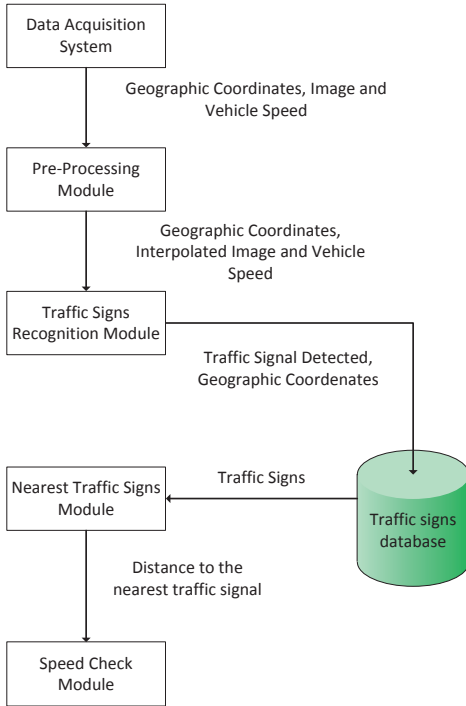 Data Acquisition
System
Geographic Coordinates, Image and
Vehicle Speed
Pre-Processing
Module
Geographic Coordinates,
Interpolated Image and Vehicle
Speed
Traffic Signs
Recognition Module
Traffic Signal Detected,
Geographic Coordenates
Traffic Signs
Nearest Traffic Signs
Module
Traffic signs
database
Distance to the
nearest traffic signal
Speed Check
Module